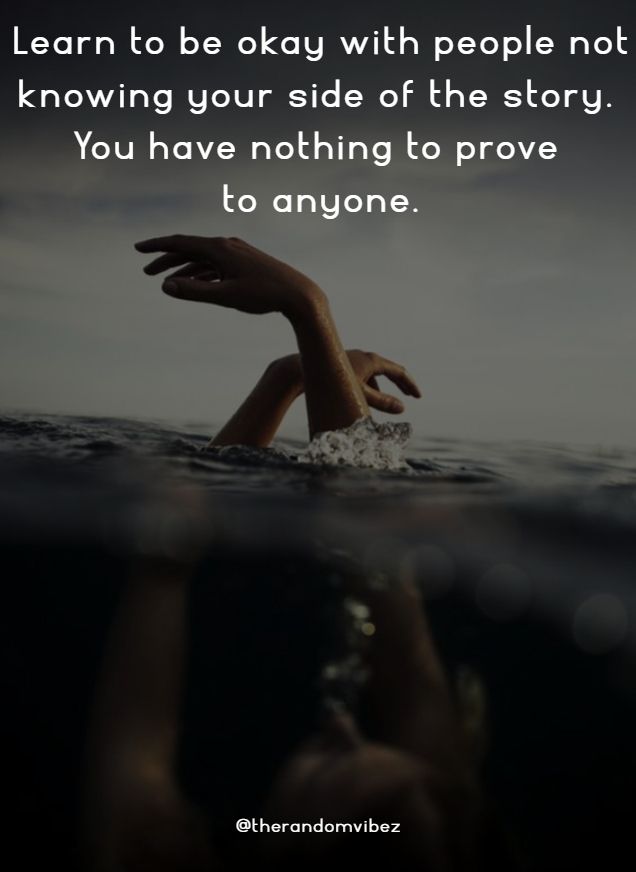 Learn to be okay with people not
knowing your side of the story.
You have nothing to prove
to anyone.
@therandomvibez